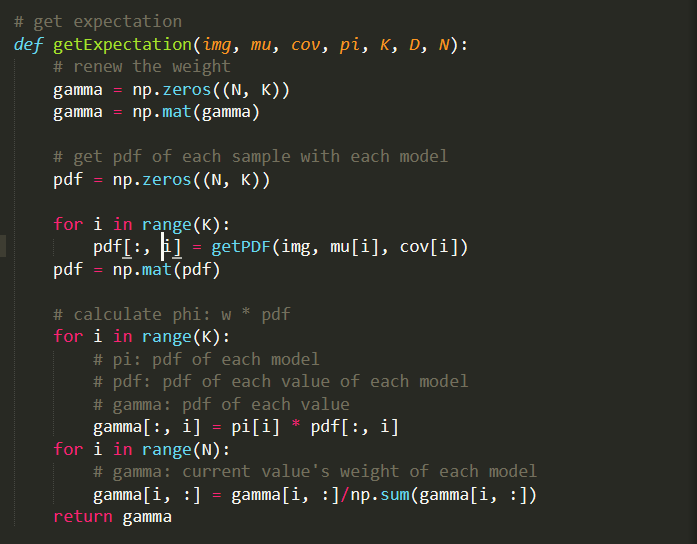 # get expectation
def getExpectation(img, mu, cov, pi, K, D, N):
    # renew the weight
    gamma = np.zeros((N, K))
    gamma = np.mat(gamma)

    # get pdf of each sample with each model
    pdf = np.zeros((N, K))

    for i in range(K):
        pdf[:, i] = getPDF(img, mu[i], cov[i])
    pdf = np.mat(pdf)

    # calculate phi: w * pdf
    for i in range(K):
        # pi: pdf of each model
        # pdf: pdf of each value of each model
        # gamma: pdf of each value
        gamma[:, i] = pi[i] * pdf[:, i]
    for i in range(N):
        # gamma: current value's weight of each model
        gamma[i, :] = gamma[i, :]/np.sum(gamma[i, :])
    return gamma